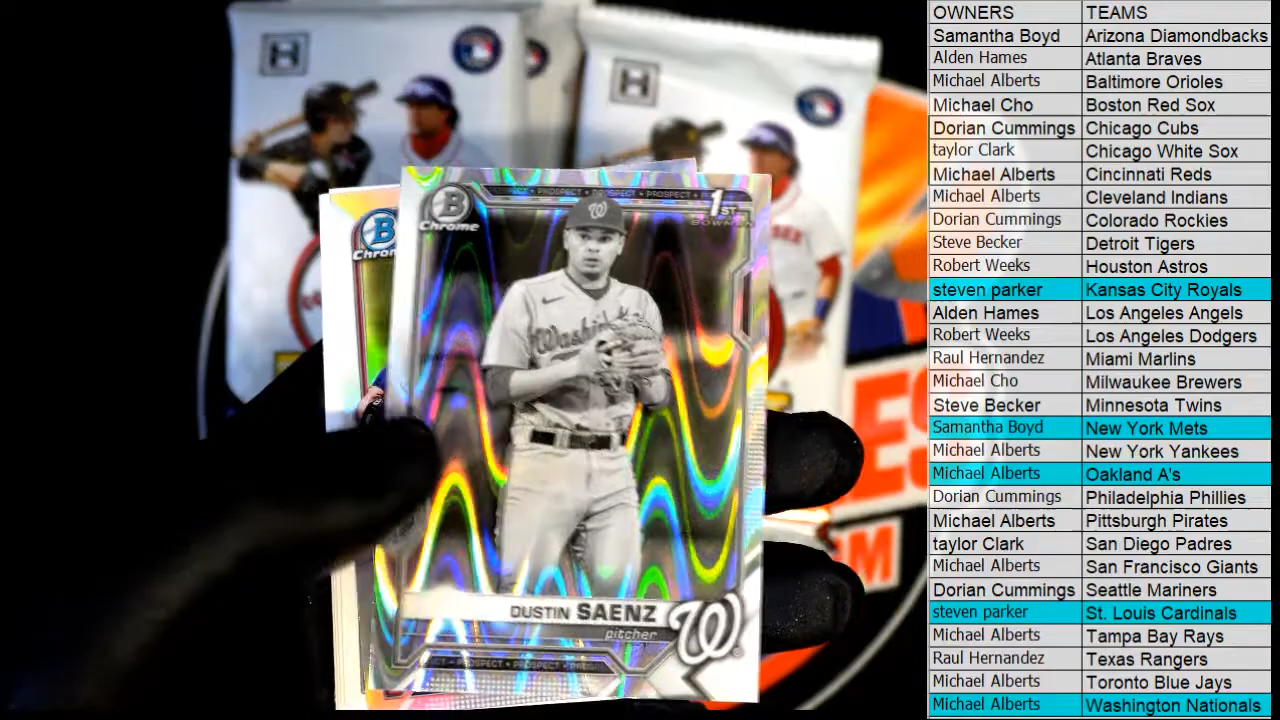 H
H
B
Chrome
PROSPECT • PROSPECT • PROSPECT
1ST
BOWMAN
B
Chrom
Washin
W
DUSTIN SAENZ
pitcher
W
PROSPECT • PROSPECT
ES
M
OWNERS TEAMS
Samantha Boyd Arizona Diamondbacks
Alden Hames Atlanta Braves
Michael Alberts Baltimore Orioles
Michael Cho Boston Red Sox
Dorian Cummings Chicago Cubs
taylor Clark Chicago White Sox
Michael Alberts Cincinnati Reds
Michael Alberts Cleveland Indians
Dorian Cummings Colorado Rockies
Steve Becker Detroit Tigers
Robert Weeks Houston Astros
steven parker Kansas City Royals
Alden Hames Los Angeles Angels
Robert Weeks Los Angeles Dodgers
Raul Hernandez Miami Marlins
Michael Cho Milwaukee Brewers
Steve Becker Minnesota Twins
Samantha Boyd New York Mets
Michael Alberts New York Yankees
Michael Alberts Oakland A's
Dorian Cummings Philadelphia Phillies
Michael Alberts Pittsburgh Pirates
taylor Clark San Diego Padres
Michael Alberts San Francisco Giants
Dorian Cummings Seattle Mariners
steven parker St. Louis Cardinals
Michael Alberts Tampa Bay Rays
Raul Hernandez Texas Rangers
Michael Alberts Toronto Blue Jays
Michael Alberts Washington Nationals